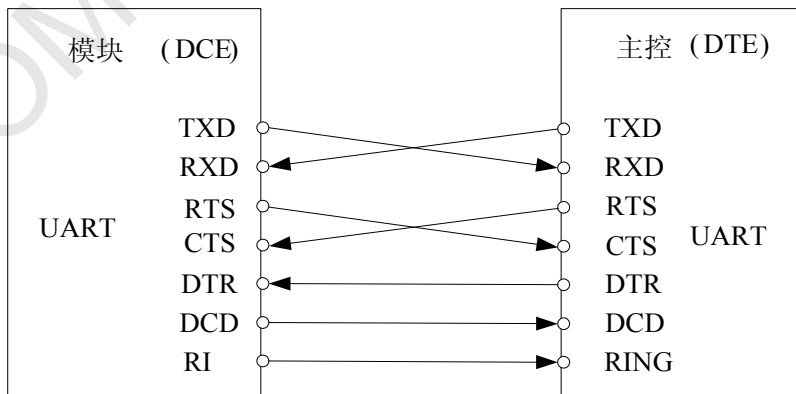 模块 (DCE)
主控 (DTE)
TXD
TXD
RXD
RXD
RTS
RTS
UART
CTS
CTS
UART
DTR
DTR
DCD
DCD
RI
RING